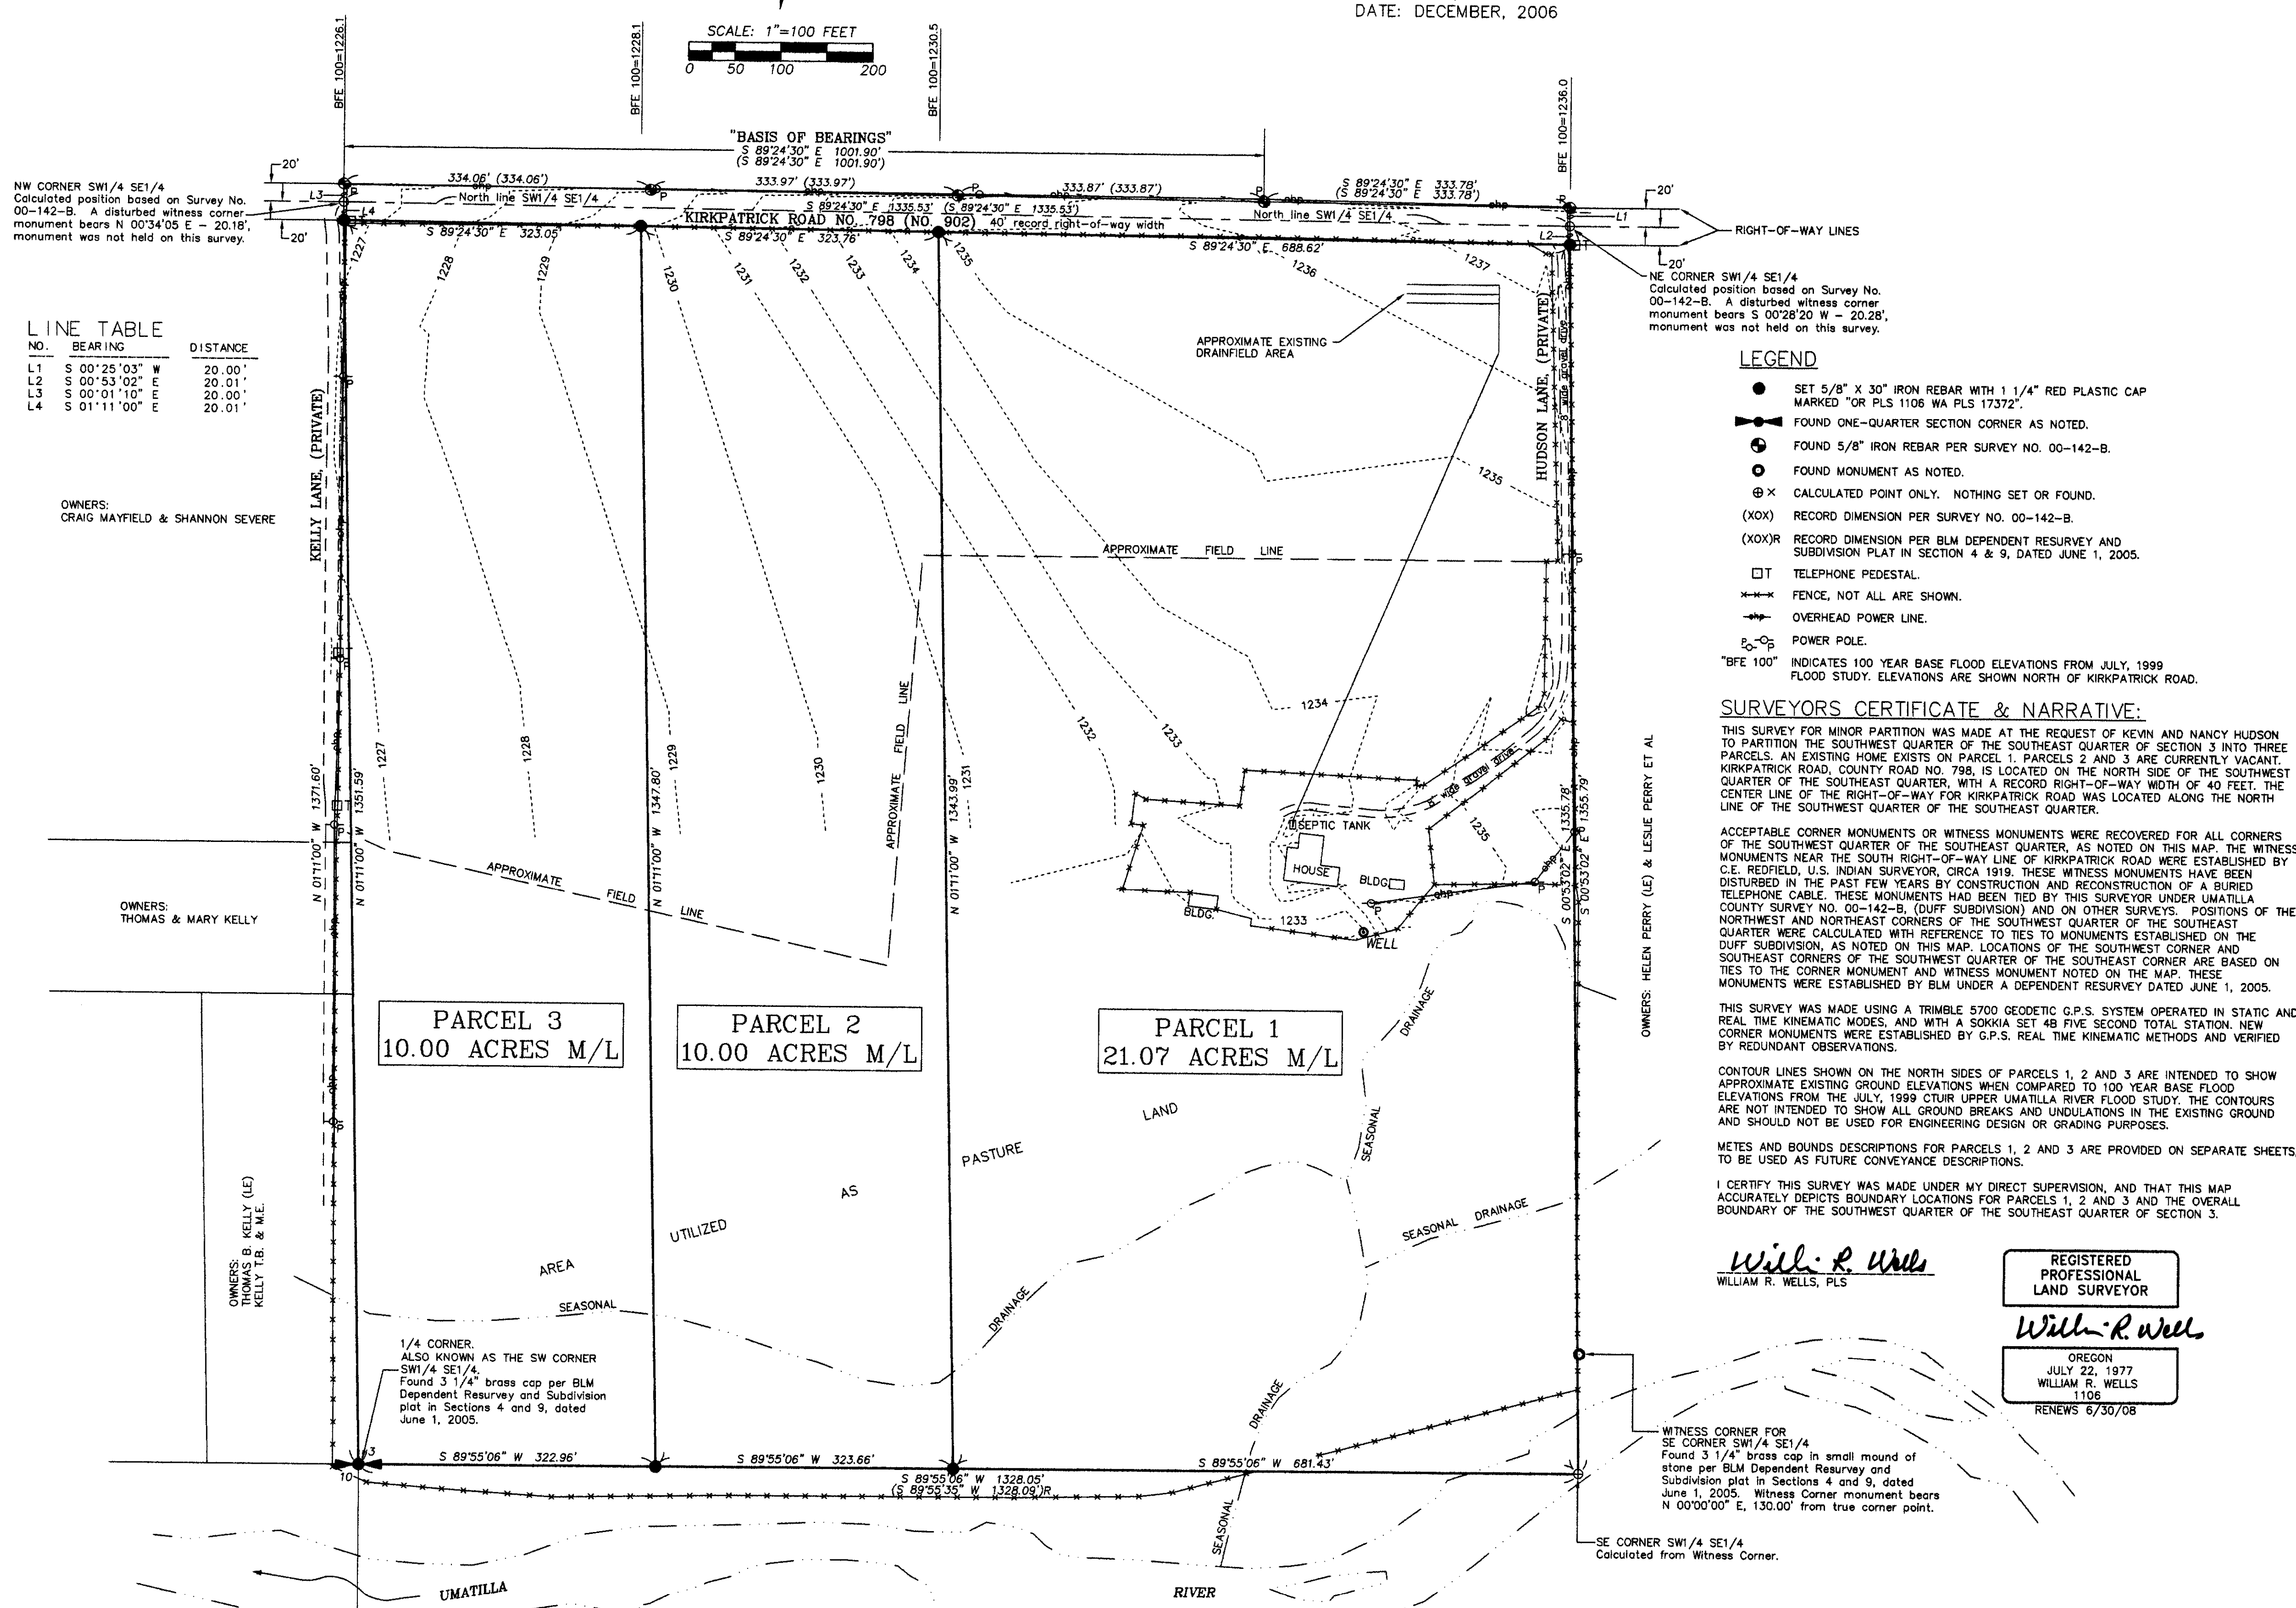 DATE: DECEMBER, 2006
SCALE: 1"=100 FEET
0 50 100 200
BFE 100=1226.1
BFE 100=1228.1
BFE 100=1230.5
BFE 100=1236.0
"BASIS OF BEARINGS"
S 89°24'30" E 1001.90'
(S 89°24'30" E 1001.90')
20'
20'
NW CORNER SW1/4 SE1/4
Calculated position based on Survey No.
00-142-B. A disturbed witness corner
monument bears N 00°34'05 E - 20.18',
monument was not held on this survey.
L3
L4
334.06' (334.06')
333.97' (333.97')
333.87' (333.87')
S 89°24'30" E 333.78'
(S 89°24'30" E 333.78')
North line SW1/4 SE1/4
S 89°24'30" E 1335.53' (S 89°24'30" E 1335.53')
North line SW1/4 SE1/4
KIRKPATRICK ROAD NO. 798 (NO. 902) 40' record right-of-way width
S 89°24'30" E 323.05'
S 89°24'30" E 323.76'
S 89°24'30" E 688.62'
20'
L1
L2
20'
RIGHT-OF-WAY LINES
NE CORNER SW1/4 SE1/4
Calculated position based on Survey No.
00-142-B. A disturbed witness corner
monument bears S 00°28'20 W - 20.28',
monument was not held on this survey.
LINE TABLE
NO. BEARING DISTANCE
L1 S 00°25'03" W 20.00'
L2 S 00°53'02" E 20.01'
L3 S 00°01'10" E 20.00'
L4 S 01°11'00" E 20.01'
1227
1228
1229
1230
1231
1232
1233
1234
1235
1236
1237
APPROXIMATE EXISTING
DRAINFIELD AREA
KELLY LANE, (PRIVATE)
HUDSON LANE, (PRIVATE)
8' wide gravel drive
OWNERS:
CRAIG MAYFIELD & SHANNON SEVERE
1235
APPROXIMATE FIELD LINE
APPROXIMATE FIELD LINE
1234
1227
1228
1229
1230
1231
1232
1233
8' wide gravel drive
SEPTIC TANK
HOUSE
BLDG.
BLDG.
1233
1235
WELL
N 01°11'00" W 1371.60'
N 01°11'00" W 1351.59'
N 01°11'00" W 1347.80'
N 01°11'00" W 1343.99'
S 00°53'02" E 1335.78'
S 00°53'02" E 1355.79'
APPROXIMATE FIELD LINE
OWNERS:
THOMAS & MARY KELLY
OWNERS: HELEN PERRY (LE) & LESLIE PERRY ET AL
PARCEL 3
10.00 ACRES M/L
PARCEL 2
10.00 ACRES M/L
PARCEL 1
21.07 ACRES M/L
AREA UTILIZED AS PASTURE LAND
SEASONAL DRAINAGE
SEASONAL DRAINAGE
SEASONAL DRAINAGE
SEASONAL DRAINAGE
OWNERS:
THOMAS B. KELLY (LE)
KELLY T.B. & M.E.
1/4 CORNER.
ALSO KNOWN AS THE SW CORNER
SW1/4 SE1/4.
Found 3 1/4" brass cap per BLM
Dependent Resurvey and Subdivision
plat in Sections 4 and 9, dated
June 1, 2005.
3
10
S 89°55'06" W 322.96'
S 89°55'06" W 323.66'
S 89°55'06" W 681.43'
S 89°55'06" W 1328.05'
(S 89°55'35" W 1328.09')R
UMATILLA
RIVER
LEGEND
SET 5/8" X 30" IRON REBAR WITH 1 1/4" RED PLASTIC CAP
MARKED "OR PLS 1106 WA PLS 17372".
FOUND ONE-QUARTER SECTION CORNER AS NOTED.
FOUND 5/8" IRON REBAR PER SURVEY NO. 00-142-B.
FOUND MONUMENT AS NOTED.
CALCULATED POINT ONLY. NOTHING SET OR FOUND.
(XOX) RECORD DIMENSION PER SURVEY NO. 00-142-B.
(XOX)R RECORD DIMENSION PER BLM DEPENDENT RESURVEY AND
SUBDIVISION PLAT IN SECTION 4 & 9, DATED JUNE 1, 2005.
T TELEPHONE PEDESTAL.
FENCE, NOT ALL ARE SHOWN.
ohp OVERHEAD POWER LINE.
P POWER POLE.
"BFE 100" INDICATES 100 YEAR BASE FLOOD ELEVATIONS FROM JULY, 1999
FLOOD STUDY. ELEVATIONS ARE SHOWN NORTH OF KIRKPATRICK ROAD.
SURVEYORS CERTIFICATE & NARRATIVE:
THIS SURVEY FOR MINOR PARTITION WAS MADE AT THE REQUEST OF KEVIN AND NANCY HUDSON
TO PARTITION THE SOUTHWEST QUARTER OF THE SOUTHEAST QUARTER OF SECTION 3 INTO THREE
PARCELS. AN EXISTING HOME EXISTS ON PARCEL 1. PARCELS 2 AND 3 ARE CURRENTLY VACANT.
KIRKPATRICK ROAD, COUNTY ROAD NO. 798, IS LOCATED ON THE NORTH SIDE OF THE SOUTHWEST
QUARTER OF THE SOUTHEAST QUARTER, WITH A RECORD RIGHT-OF-WAY WIDTH OF 40 FEET. THE
CENTER LINE OF THE RIGHT-OF-WAY FOR KIRKPATRICK ROAD WAS LOCATED ALONG THE NORTH
LINE OF THE SOUTHWEST QUARTER OF THE SOUTHEAST QUARTER.
ACCEPTABLE CORNER MONUMENTS OR WITNESS MONUMENTS WERE RECOVERED FOR ALL CORNERS
OF THE SOUTHWEST QUARTER OF THE SOUTHEAST QUARTER, AS NOTED ON THIS MAP. THE WITNESS
MONUMENTS NEAR THE SOUTH RIGHT-OF-WAY LINE OF KIRKPATRICK ROAD WERE ESTABLISHED BY
C.E. REDFIELD, U.S. INDIAN SURVEYOR, CIRCA 1919. THESE WITNESS MONUMENTS HAVE BEEN
DISTURBED IN THE PAST FEW YEARS BY CONSTRUCTION AND RECONSTRUCTION OF A BURIED
TELEPHONE CABLE. THESE MONUMENTS HAD BEEN TIED BY THIS SURVEYOR UNDER UMATILLA
COUNTY SURVEY NO. 00-142-B, (DUFF SUBDIVISION) AND ON OTHER SURVEYS. POSITIONS OF THE
NORTHWEST AND NORTHEAST CORNERS OF THE SOUTHWEST QUARTER OF THE SOUTHEAST
QUARTER WERE CALCULATED WITH REFERENCE TO TIES TO MONUMENTS ESTABLISHED ON THE
DUFF SUBDIVISION, AS NOTED ON THIS MAP. LOCATIONS OF THE SOUTHWEST CORNER AND
SOUTHEAST CORNERS OF THE SOUTHWEST QUARTER OF THE SOUTHEAST CORNER ARE BASED ON
TIES TO THE CORNER MONUMENT AND WITNESS MONUMENT NOTED ON THE MAP. THESE
MONUMENTS WERE ESTABLISHED BY BLM UNDER A DEPENDENT RESURVEY DATED JUNE 1, 2005.
THIS SURVEY WAS MADE USING A TRIMBLE 5700 GEODETIC G.P.S. SYSTEM OPERATED IN STATIC AND
REAL TIME KINEMATIC MODES, AND WITH A SOKKIA SET 4B FIVE SECOND TOTAL STATION. NEW
CORNER MONUMENTS WERE ESTABLISHED BY G.P.S. REAL TIME KINEMATIC METHODS AND VERIFIED
BY REDUNDANT OBSERVATIONS.
CONTOUR LINES SHOWN ON THE NORTH SIDES OF PARCELS 1, 2 AND 3 ARE INTENDED TO SHOW
APPROXIMATE EXISTING GROUND ELEVATIONS WHEN COMPARED TO 100 YEAR BASE FLOOD
ELEVATIONS FROM THE JULY, 1999 CTUIR UPPER UMATILLA RIVER FLOOD STUDY. THE CONTOURS
ARE NOT INTENDED TO SHOW ALL GROUND BREAKS AND UNDULATIONS IN THE EXISTING GROUND
AND SHOULD NOT BE USED FOR ENGINEERING DESIGN OR GRADING PURPOSES.
METES AND BOUNDS DESCRIPTIONS FOR PARCELS 1, 2 AND 3 ARE PROVIDED ON SEPARATE SHEETS,
TO BE USED AS FUTURE CONVEYANCE DESCRIPTIONS.
I CERTIFY THIS SURVEY WAS MADE UNDER MY DIRECT SUPERVISION, AND THAT THIS MAP
ACCURATELY DEPICTS BOUNDARY LOCATIONS FOR PARCELS 1, 2 AND 3 AND THE OVERALL
BOUNDARY OF THE SOUTHWEST QUARTER OF THE SOUTHEAST QUARTER OF SECTION 3.
Willi R. Wells
WILLIAM R. WELLS, PLS
REGISTERED
PROFESSIONAL
LAND SURVEYOR
Willi R. Wells
OREGON
JULY 22, 1977
WILLIAM R. WELLS
1106
RENEWS 6/30/08
WITNESS CORNER FOR
SE CORNER SW1/4 SE1/4
Found 3 1/4" brass cap in small mound of
stone per BLM Dependent Resurvey and
Subdivision plat in Sections 4 and 9, dated
June 1, 2005. Witness Corner monument bears
N 00°00'00" E, 130.00' from true corner point.
SE CORNER SW1/4 SE1/4
Calculated from Witness Corner.